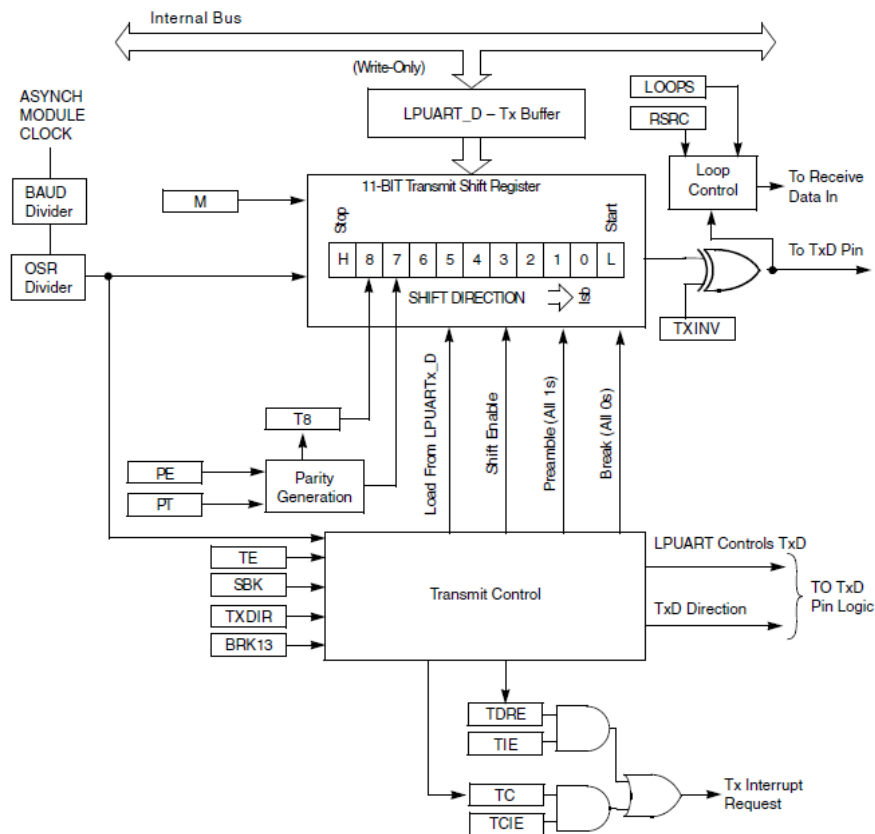 Internal Bus
(Write-Only)
LOOPS
ASYNCH
MODULE
CLOCK
LPUART_D – Tx Buffer
RSRC
11-BIT Transmit Shift Register
Loop
Control
To Receive
Data In
BAUD
Divider
M
Stop
Start
To TxD Pin
OSR
Divider
H 8 7 6 5 4 3 2 1 0 L
SHIFT DIRECTION
lsb
TXINV
Load From LPUARTx_D
Shift Enable
Preamble (All 1s)
Break (All 0s)
T8
PE
PT
Parity
Generation
LPUART Controls TxD
TE
SBK
TXDIR
BRK13
Transmit Control
TxD Direction
TO TxD
Pin Logic
TDRE
TIE
TC
TCIE
Tx Interrupt
Request